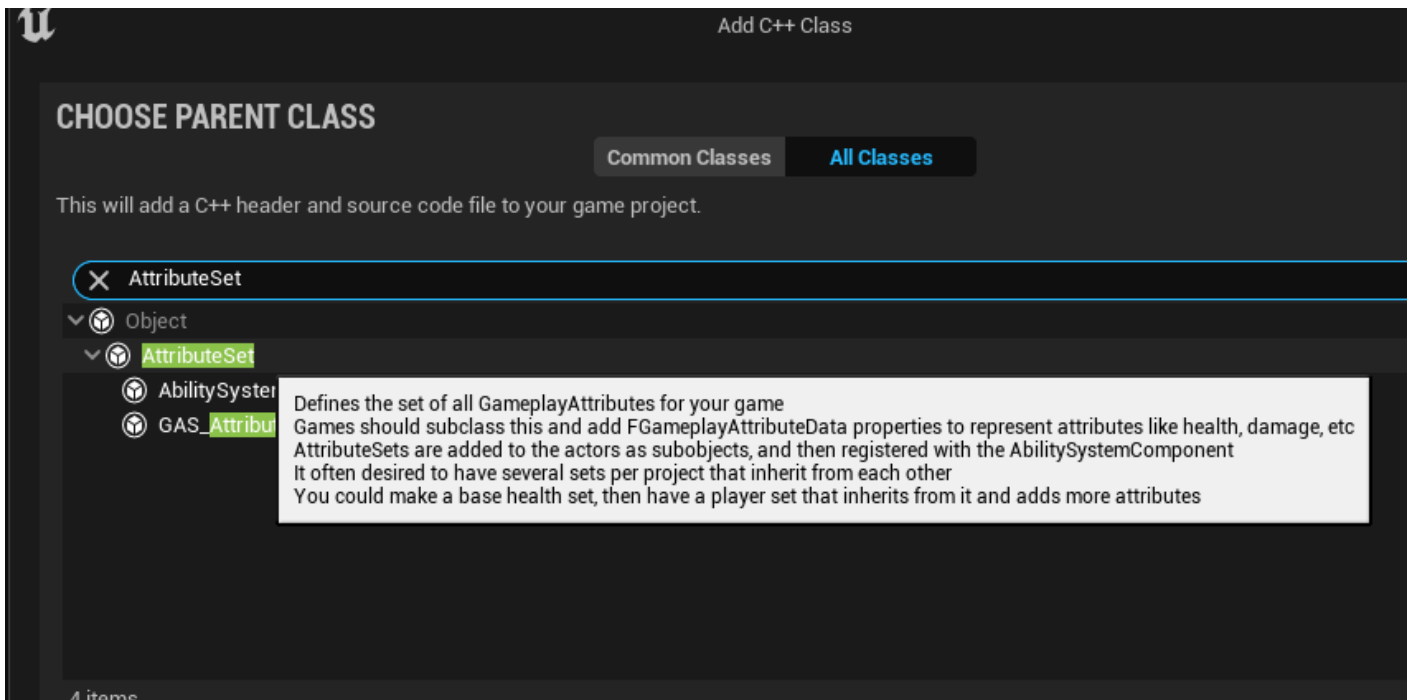 Add C++ Class
CHOOSE PARENT CLASS
Common Classes
All Classes
This will add a C++ header and source code file to your game project.
AttributeSet
Object
AttributeSet
AbilitySyster
Defines the set of all GameplayAttributes for your game
GAS_Attribut
Games should subclass this and add FGameplayAttributeData properties to represent attributes like health, damage, etc
AttributeSets are added to the actors as subobjects, and then registered with the AbilitySystemComponent
It often desired to have several sets per project that inherit from each other
You could make a base health set, then have a player set that inherits from it and adds more attributes
4 items